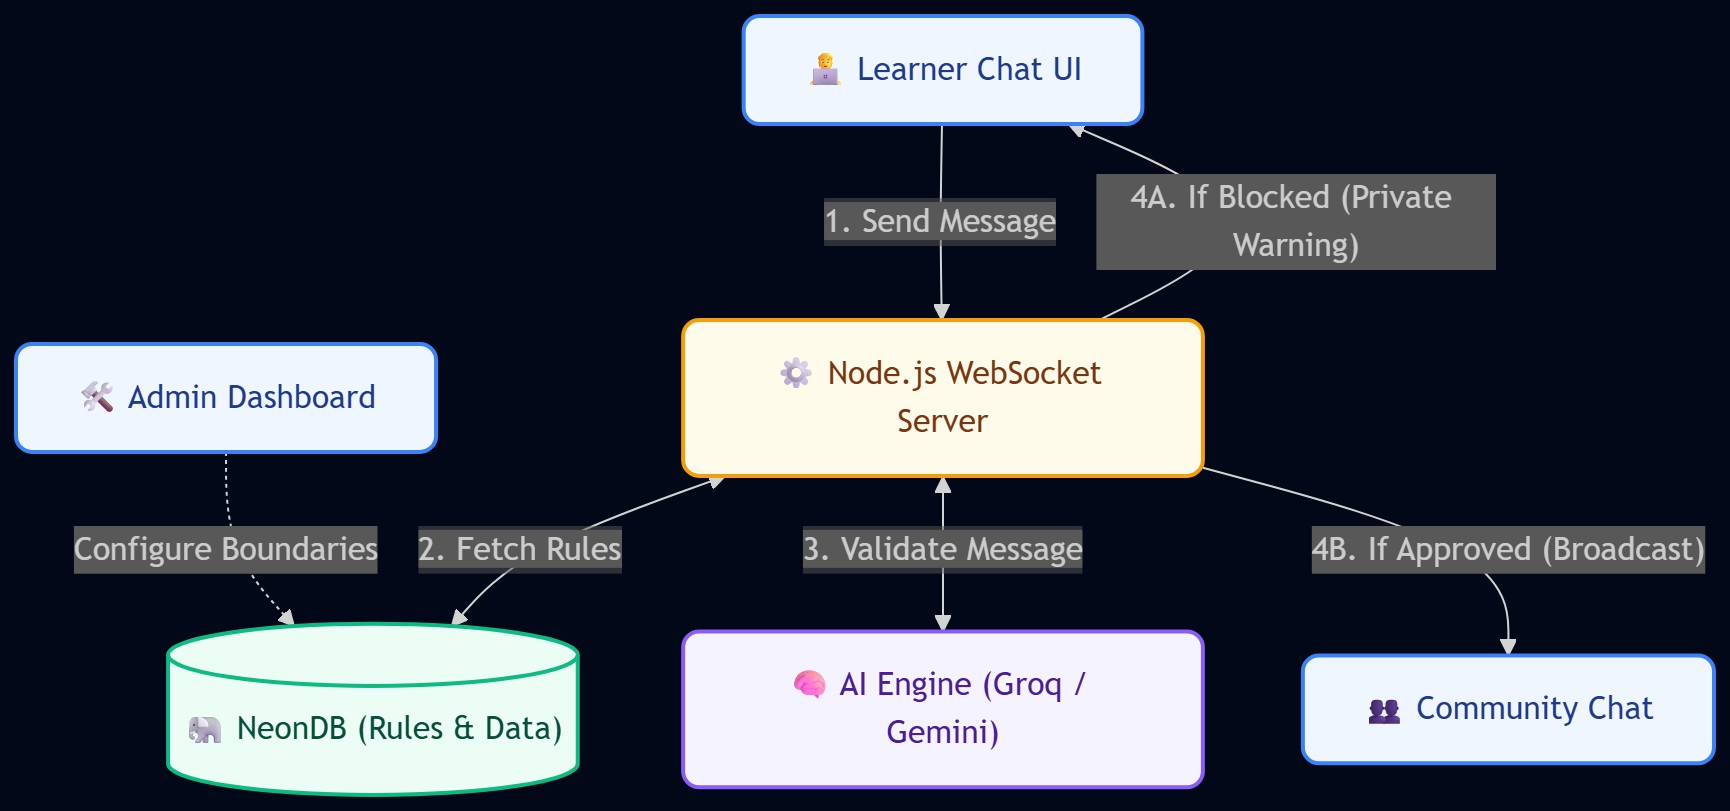 Learner Chat UI
1. Send Message
4A. If Blocked (Private
Warning)
Node.js WebSocket
Server
Admin Dashboard
Configure Boundaries
2. Fetch Rules
3. Validate Message
4B. If Approved (Broadcast)
NeonDB (Rules & Data)
AI Engine (Groq /
Gemini)
Community Chat